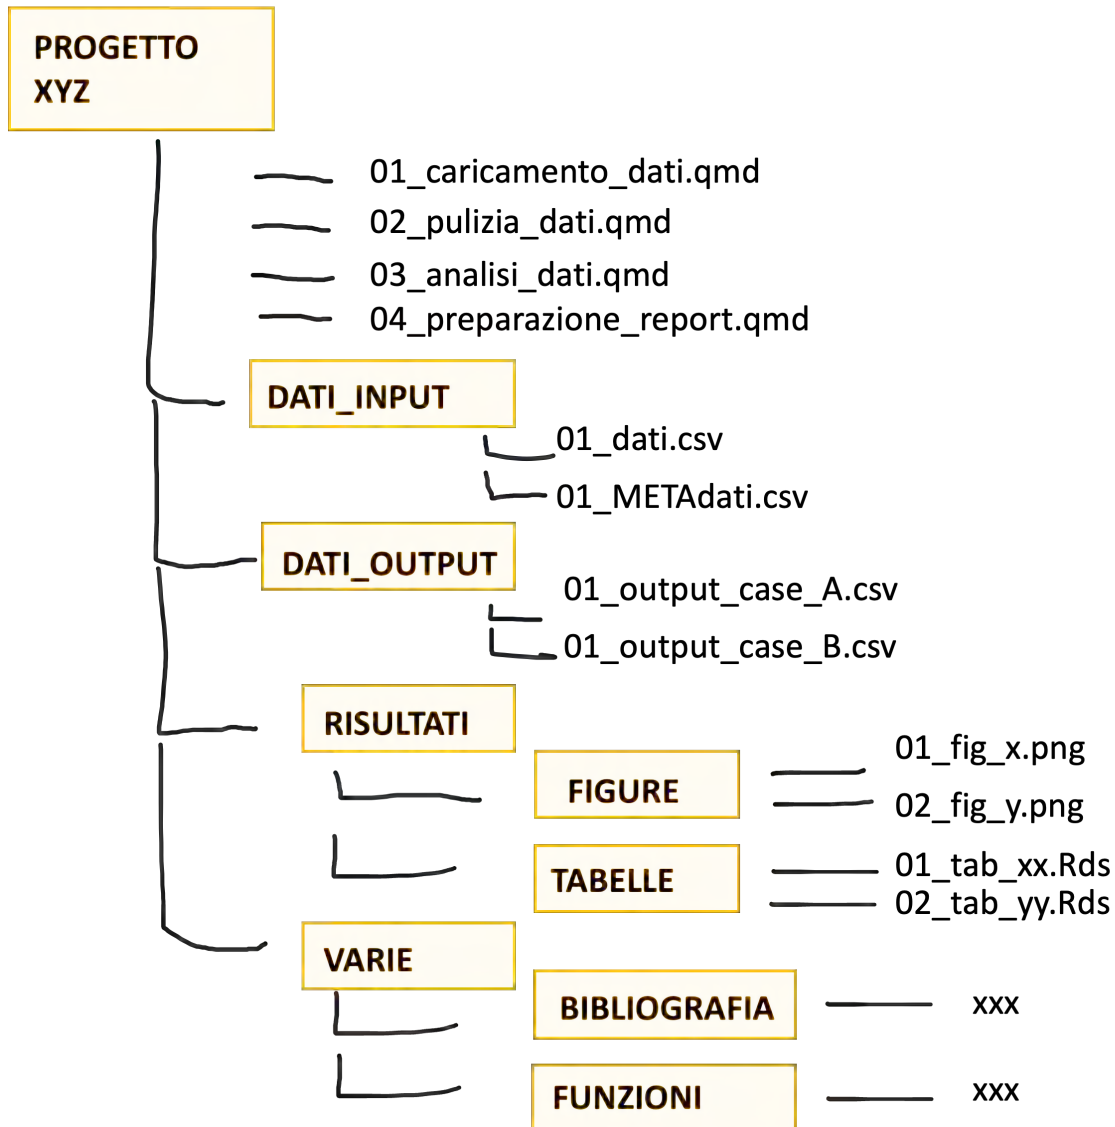 PROGETTO
XYZ
01_caricamento_dati.qmd
02_pulizia_dati.qmd
03_analisi_dati.qmd
04_preparazione_report.qmd
DATI_INPUT
01_dati.csv
01_METAdati.csv
DATI_OUTPUT
01_output_case_A.csv
01_output_case_B.csv
RISULTATI
FIGURE
01_fig_x.png
02_fig_y.png
TABELLE
01_tab_xx.Rds
02_tab_yy.Rds
VARIE
BIBLIOGRAFIA
xxx
FUNZIONI
xxx